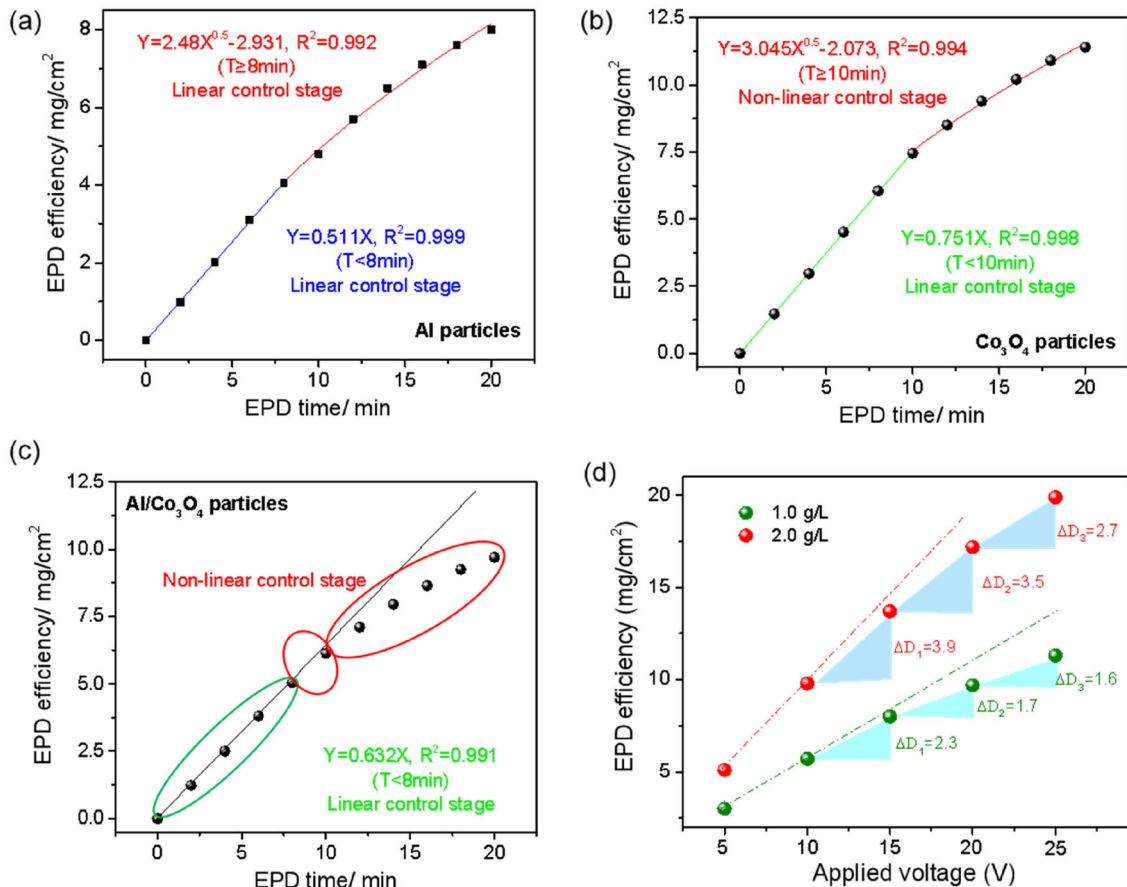 (a)
8
6
4
2
0
EPD efficiency/ mg/cm²
Y=2.48X^0.5-2.931, R²=0.992
(T≥8min)
Linear control stage
Y=0.511X, R²=0.999
(T<8min)
Linear control stage
Al particles
0 5 10 15 20
EPD time/ min
(b)
12.5
10.0
7.5
5.0
2.5
0.0
EPD efficiency/ mg/cm²
Y=3.045X^0.5-2.073, R²=0.994
(T≥10min)
Non-linear control stage
Y=0.751X, R²=0.998
(T<10min)
Linear control stage
Co₃O₄ particles
0 5 10 15 20
EPD time/ min
(c)
12.5
10.0
7.5
5.0
2.5
0.0
EPD efficiency/ mg/cm²
Al/Co₃O₄ particles
Non-linear control stage
Y=0.632X, R²=0.991
(T<8min)
Linear control stage
0 5 10 15 20
EPD time/ min
(d)
20
15
10
5
EPD efficiency (mg/cm²)
1.0 g/L
2.0 g/L
ΔD₃=2.7
ΔD₂=3.5
ΔD₁=3.9
ΔD₃=1.6
ΔD₂=1.7
ΔD₁=2.3
5 10 15 20 25
Applied voltage (V)